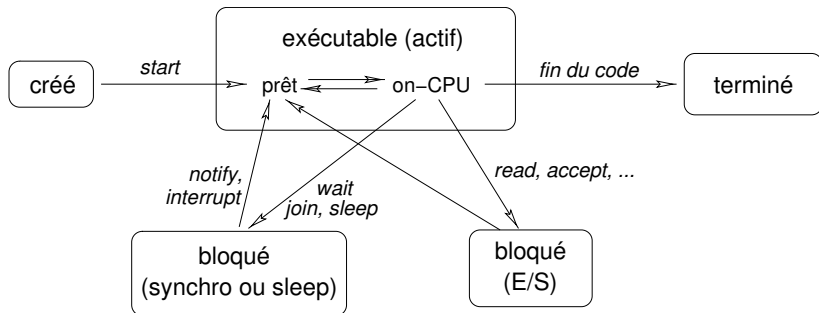 exécutable (actif)
créé
start
prêt
on−CPU
fin du code
terminé
notify,
interrupt
wait
join, sleep
read, accept, ...
bloqué
(synchro ou sleep)
bloqué
(E/S)